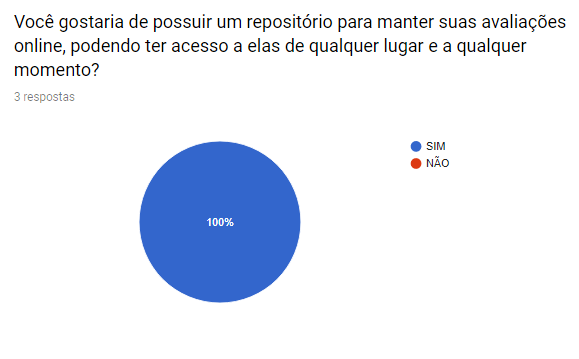 Você gostaria de possuir um repositório para manter suas avaliações
online, podendo ter acesso a elas de qualquer lugar e a qualquer
momento?
3 respostas
SIM
NÃO
100%